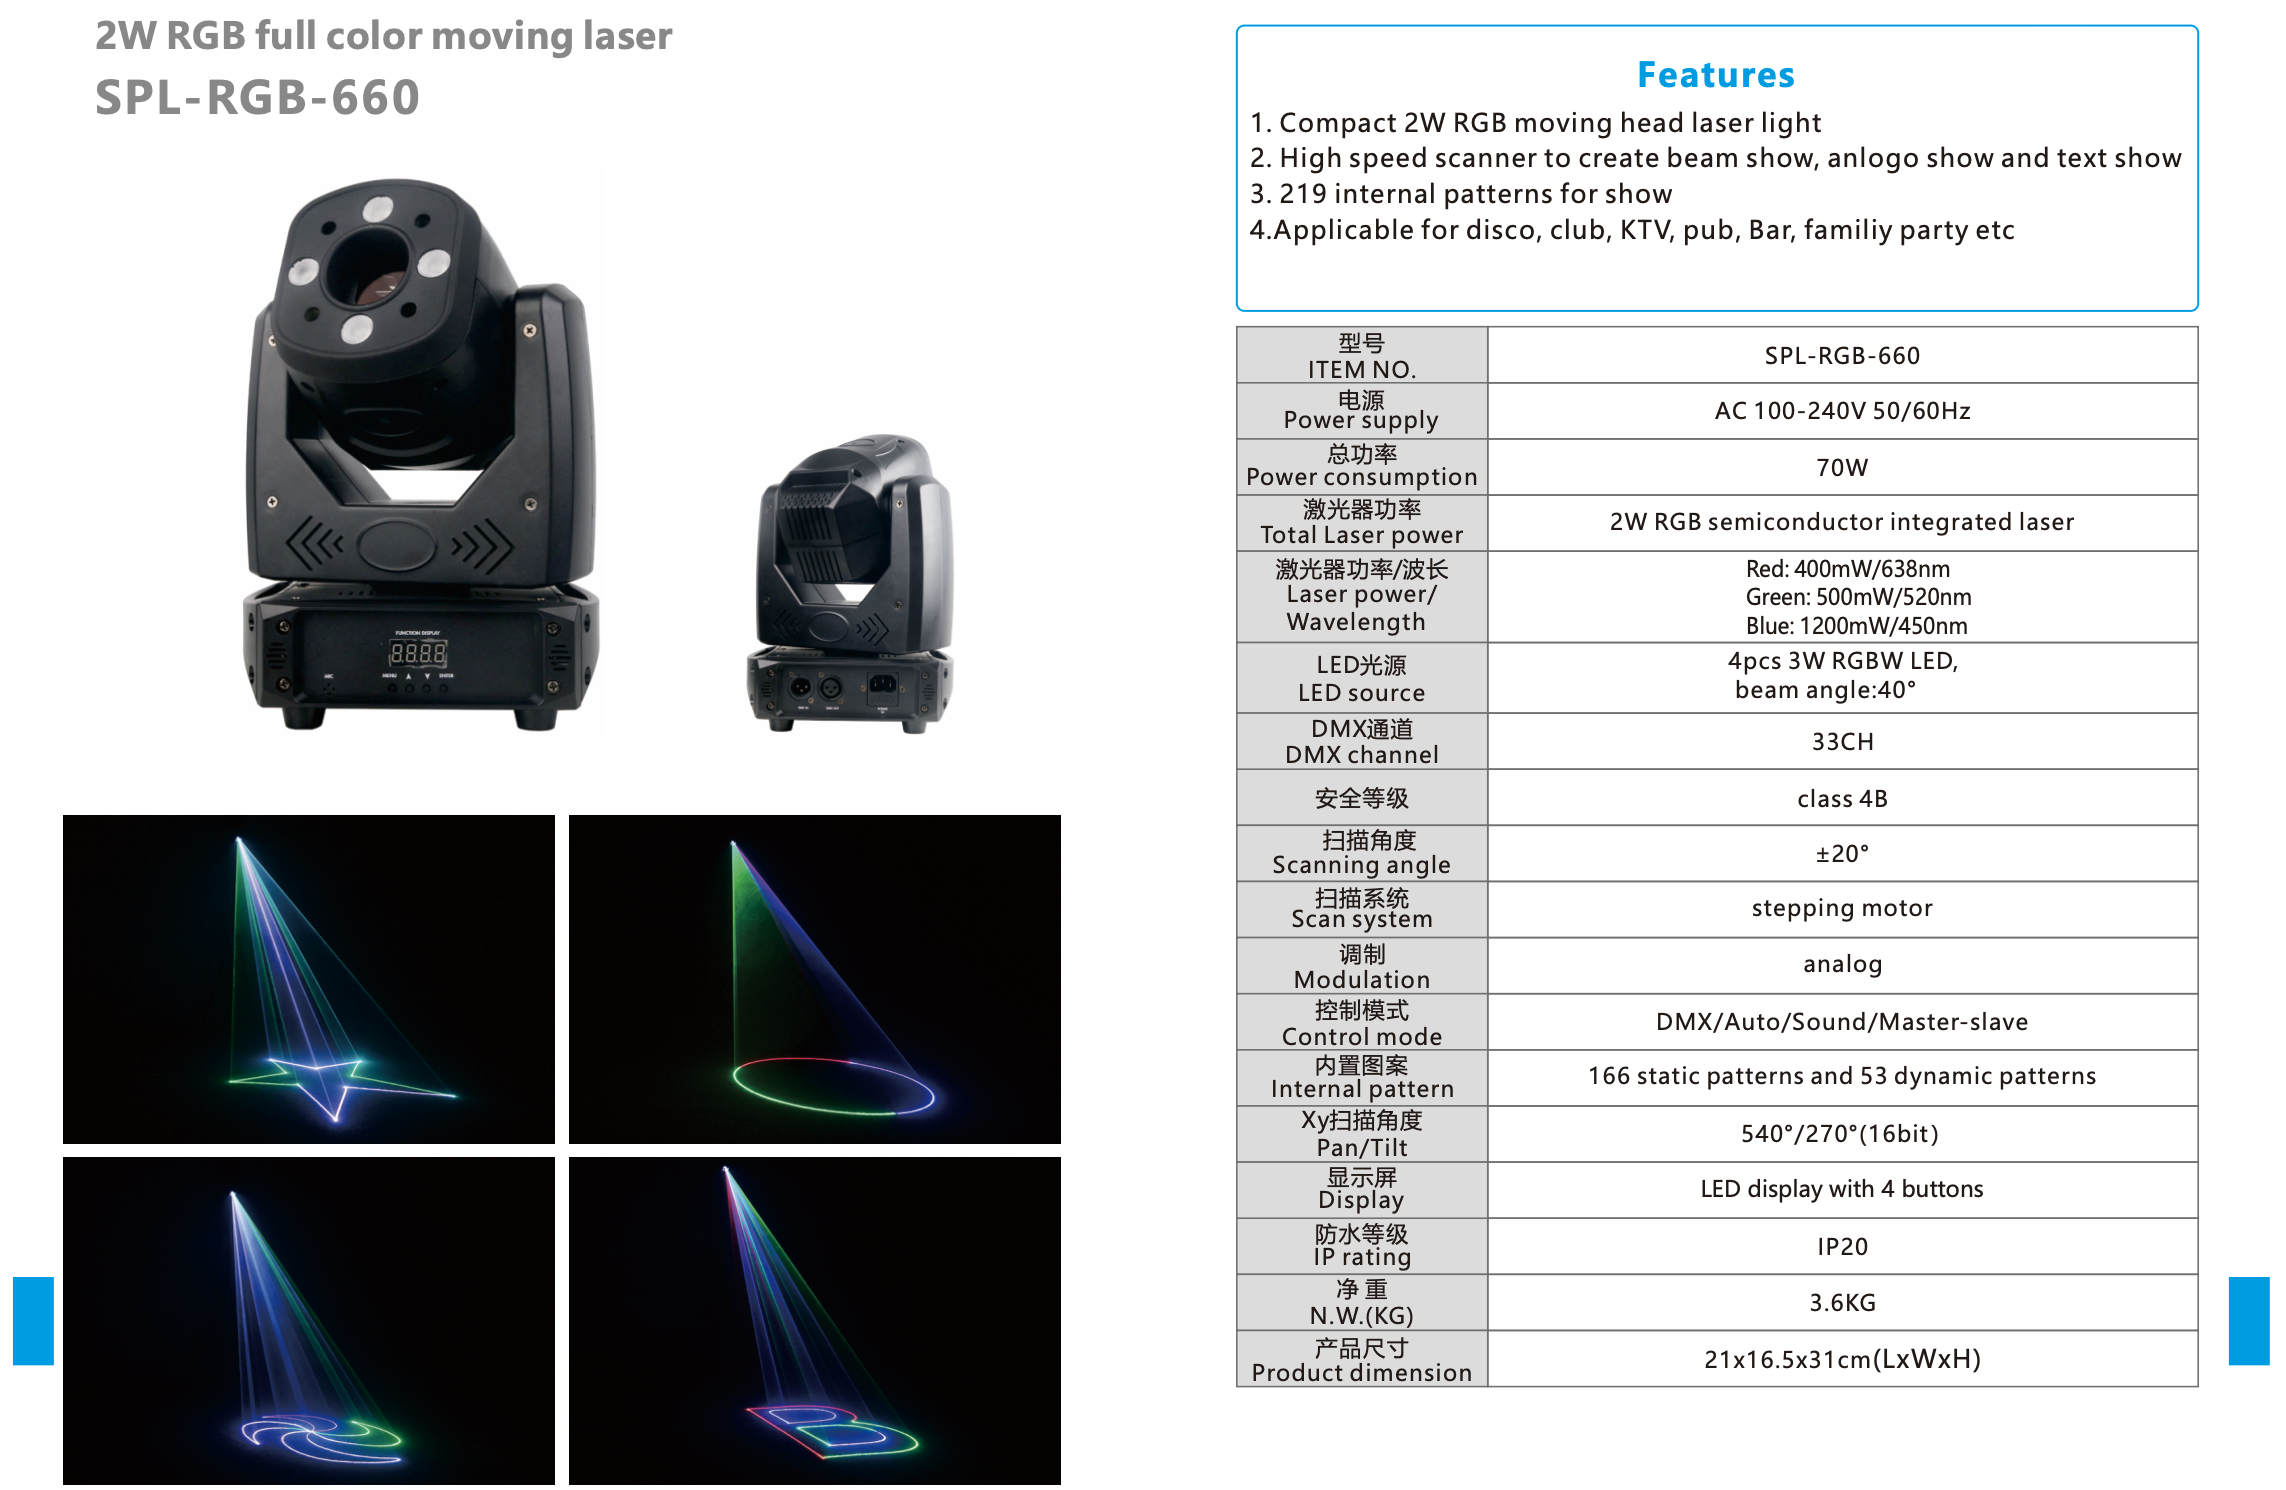 2W RGB full color moving laser
SPL-RGB-660
FUNCTION DISPLAY
MIC
MENU
ENTER
Features
1. Compact 2W RGB moving head laser light
2. High speed scanner to create beam show, anlogo show and text show
3. 219 internal patterns for show
4.Applicable for disco, club, KTV, pub, Bar, familiy party etc
型号
ITEM NO.
SPL-RGB-660
电源
Power supply
AC 100-240V 50/60Hz
总功率
Power consumption
70W
激光器功率
Total Laser power
2W RGB semiconductor integrated laser
激光器功率/波长
Laser power/
Wavelength
Red: 400mW/638nm
Green: 500mW/520nm
Blue: 1200mW/450nm
LED光源
LED source
4pcs 3W RGBW LED,
beam angle:40°
DMX通道
DMX channel
33CH
安全等级
class 4B
扫描角度
Scanning angle
±20°
扫描系统
Scan system
stepping motor
调制
Modulation
analog
控制模式
Control mode
DMX/Auto/Sound/Master-slave
内置图案
Internal pattern
166 static patterns and 53 dynamic patterns
Xy扫描角度
Pan/Tilt
540°/270°(16bit)
显示屏
Display
LED display with 4 buttons
防水等级
IP rating
IP20
净 重
N.W.(KG)
3.6KG
产品尺寸
Product dimension
21x16.5x31cm(LxWxH)